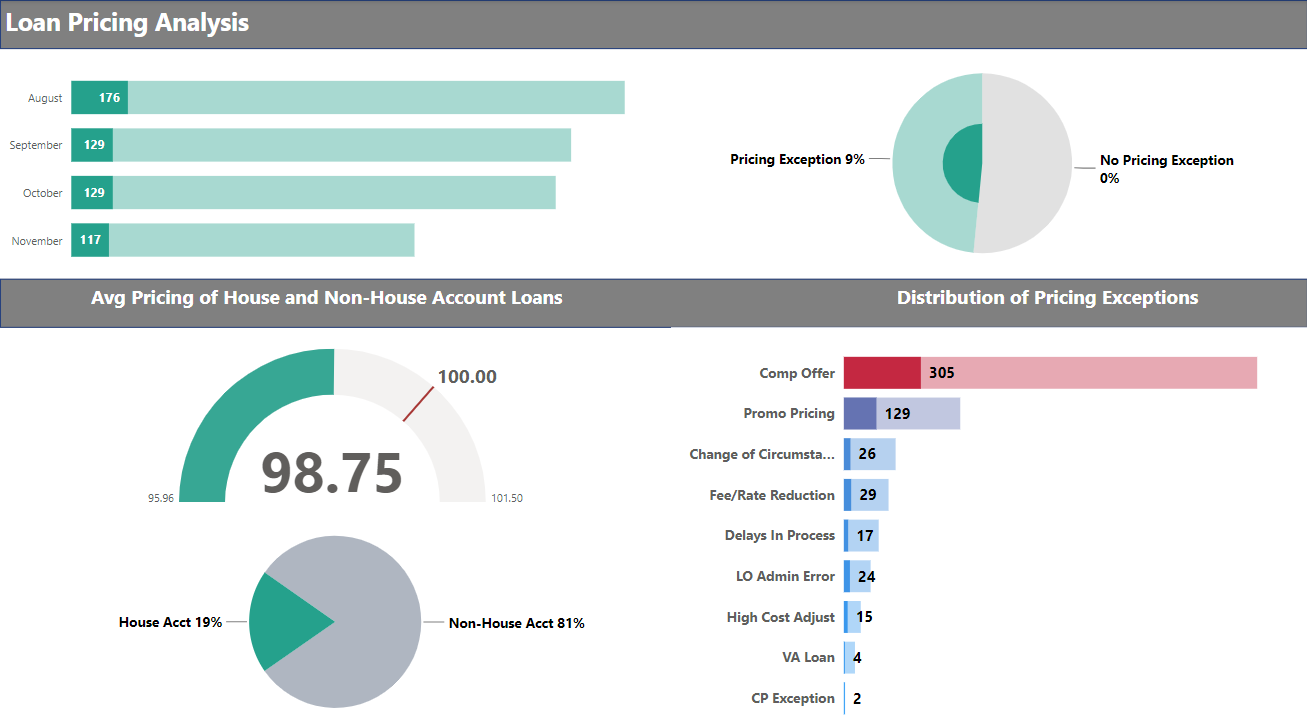 Loan Pricing Analysis
August
176
September
129
October
129
November
117
Pricing Exception 9%
No Pricing Exception
0%
Avg Pricing of House and Non-House Account Loans
100.00
98.75
95.96
101.50
House Acct 19%
Non-House Acct 81%
Distribution of Pricing Exceptions
Comp Offer
305
Promo Pricing
129
Change of Circumsta...
26
Fee/Rate Reduction
29
Delays In Process
17
LO Admin Error
24
High Cost Adjust
15
VA Loan
4
CP Exception
2